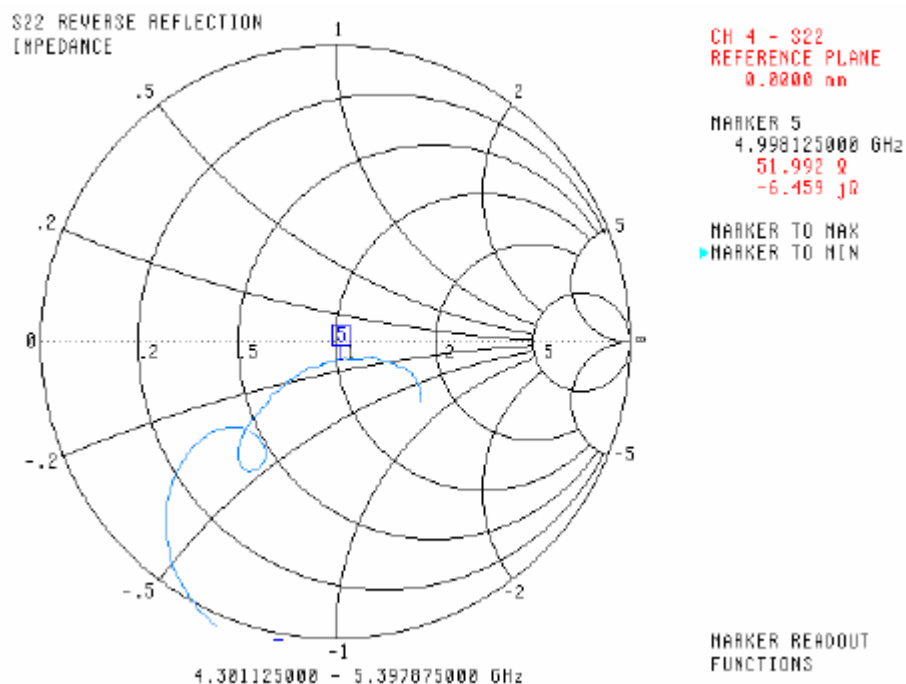 S22 REVERSE REFLECTION
IMPEDANCE
CH 4 - S22
REFERENCE PLANE
0.0000 mm
MARKER 5
4.998125000 GHz
51.992 Ω
-6.459 jΩ
MARKER TO MAX
MARKER TO MIN
1
.5
2
.2
5
0
.2
.5
5
1
2
5
∞
-.2
-5
-.5
-2
-1
4.301125000 - 5.397875000 GHz
MARKER READOUT
FUNCTIONS